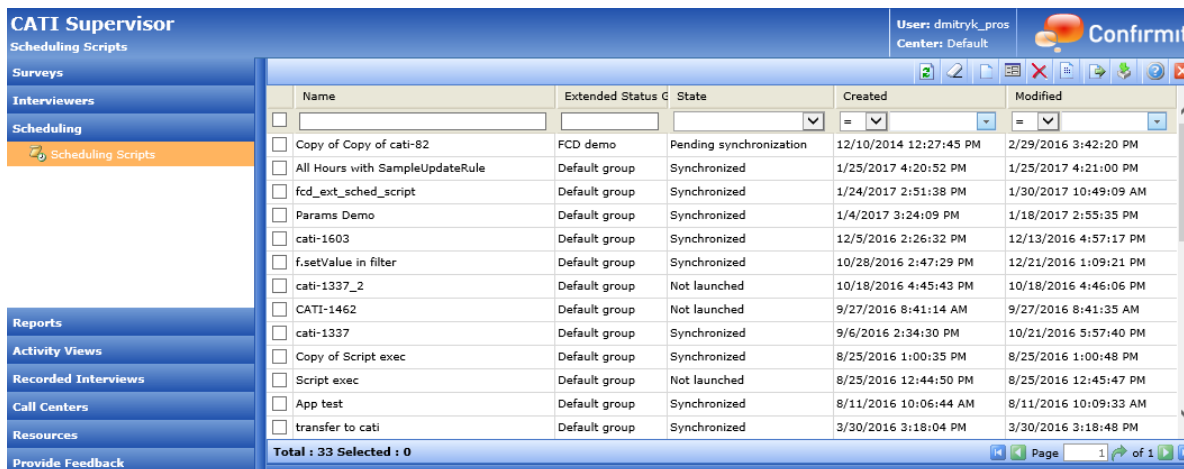 CATI Supervisor
Scheduling Scripts
User: dmitryk_pros
Center: Default
Confirmit
Surveys
Interviewers
Scheduling
Scheduling Scripts
Reports
Activity Views
Recorded Interviews
Call Centers
Resources
Provide Feedback
Name Extended Status G State Created Modified
= =
Copy of Copy of cati-82 FCD demo Pending synchronization 12/10/2014 12:27:45 PM 2/29/2016 3:42:20 PM
All Hours with SampleUpdateRule Default group Synchronized 1/25/2017 4:20:52 PM 1/25/2017 4:21:00 PM
fcd_ext_sched_script Default group Synchronized 1/24/2017 2:51:38 PM 1/30/2017 10:49:09 AM
Params Demo Default group Synchronized 1/4/2017 3:24:09 PM 1/18/2017 2:55:35 PM
cati-1603 Default group Synchronized 12/5/2016 2:26:32 PM 12/13/2016 4:57:17 PM
f.setValue in filter Default group Synchronized 10/28/2016 2:47:29 PM 12/21/2016 1:09:21 PM
cati-1337_2 Default group Not launched 10/18/2016 4:45:43 PM 10/18/2016 4:46:06 PM
CATI-1462 Default group Not launched 9/27/2016 8:41:14 AM 9/27/2016 8:41:35 AM
cati-1337 Default group Synchronized 9/6/2016 2:34:30 PM 10/21/2016 5:57:40 PM
Copy of Script exec Default group Synchronized 8/25/2016 1:00:35 PM 8/25/2016 1:00:48 PM
Script exec Default group Not launched 8/25/2016 12:44:50 PM 8/25/2016 12:45:47 PM
App test Default group Synchronized 8/11/2016 10:06:44 AM 8/11/2016 10:09:33 AM
transfer to cati Default group Synchronized 3/30/2016 3:18:04 PM 3/30/2016 3:18:48 PM
Total : 33 Selected : 0 Page 1 of 1